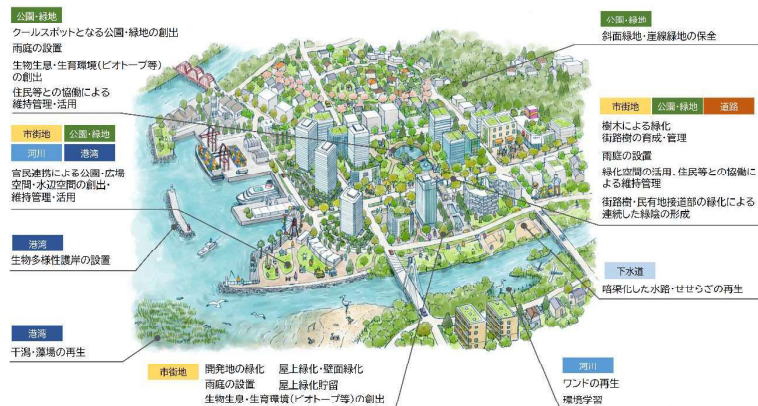 公園・緑地
クールスポットとなる公園・緑地の創出
雨庭の設置
生物生息・生育環境(ビオトープ等)
の創出
住民等との協働による
維持管理・活用
市街地 公園・緑地
河川 港湾
官民連携による公園・広場
空間・水辺空間の創出・
維持管理・活用
港湾
生物多様性護岸の設置
港湾
干潟・藻場の再生
市街地
開発地の緑化 屋上緑化・壁面緑化
雨庭の設置 屋上緑化貯留
生物生息・生育環境(ビオトープ等)の創出
公園・緑地
斜面緑地・崖線緑地の保全
市街地 公園・緑地 道路
樹木による緑化
街路樹の育成・管理
雨庭の設置
緑化空間の活用、住民等との協働に
よる維持管理
街路樹・民有地接道部の緑化による
連続した緑陰の形成
下水道
暗渠化した水路・せせらぎの再生
河川
ワンドの再生
環境学習